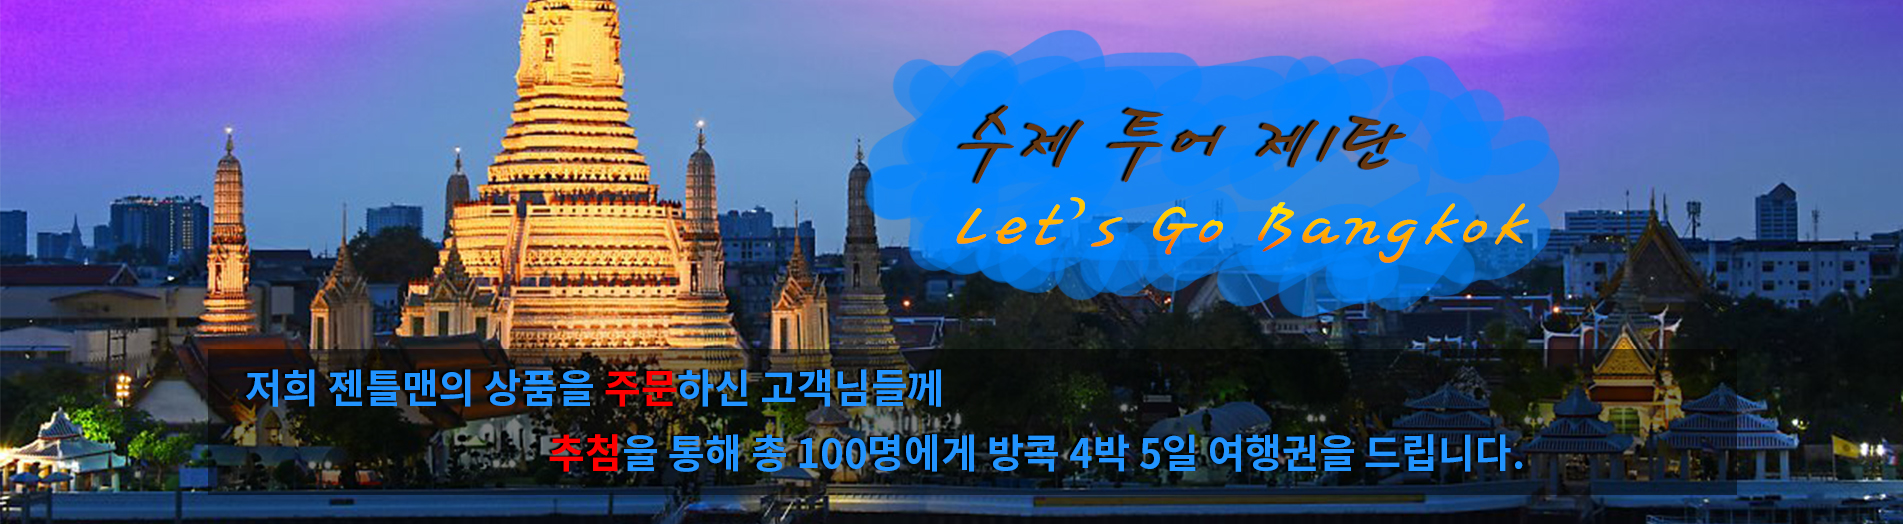 수제 투어 제1탄
Let's Go Bangkok
저희 젠틀맨의 상품을 주문하신 고객님들께
추첨을 통해 총 100명에게 방콕 4박 5일 여행권을 드립니다.